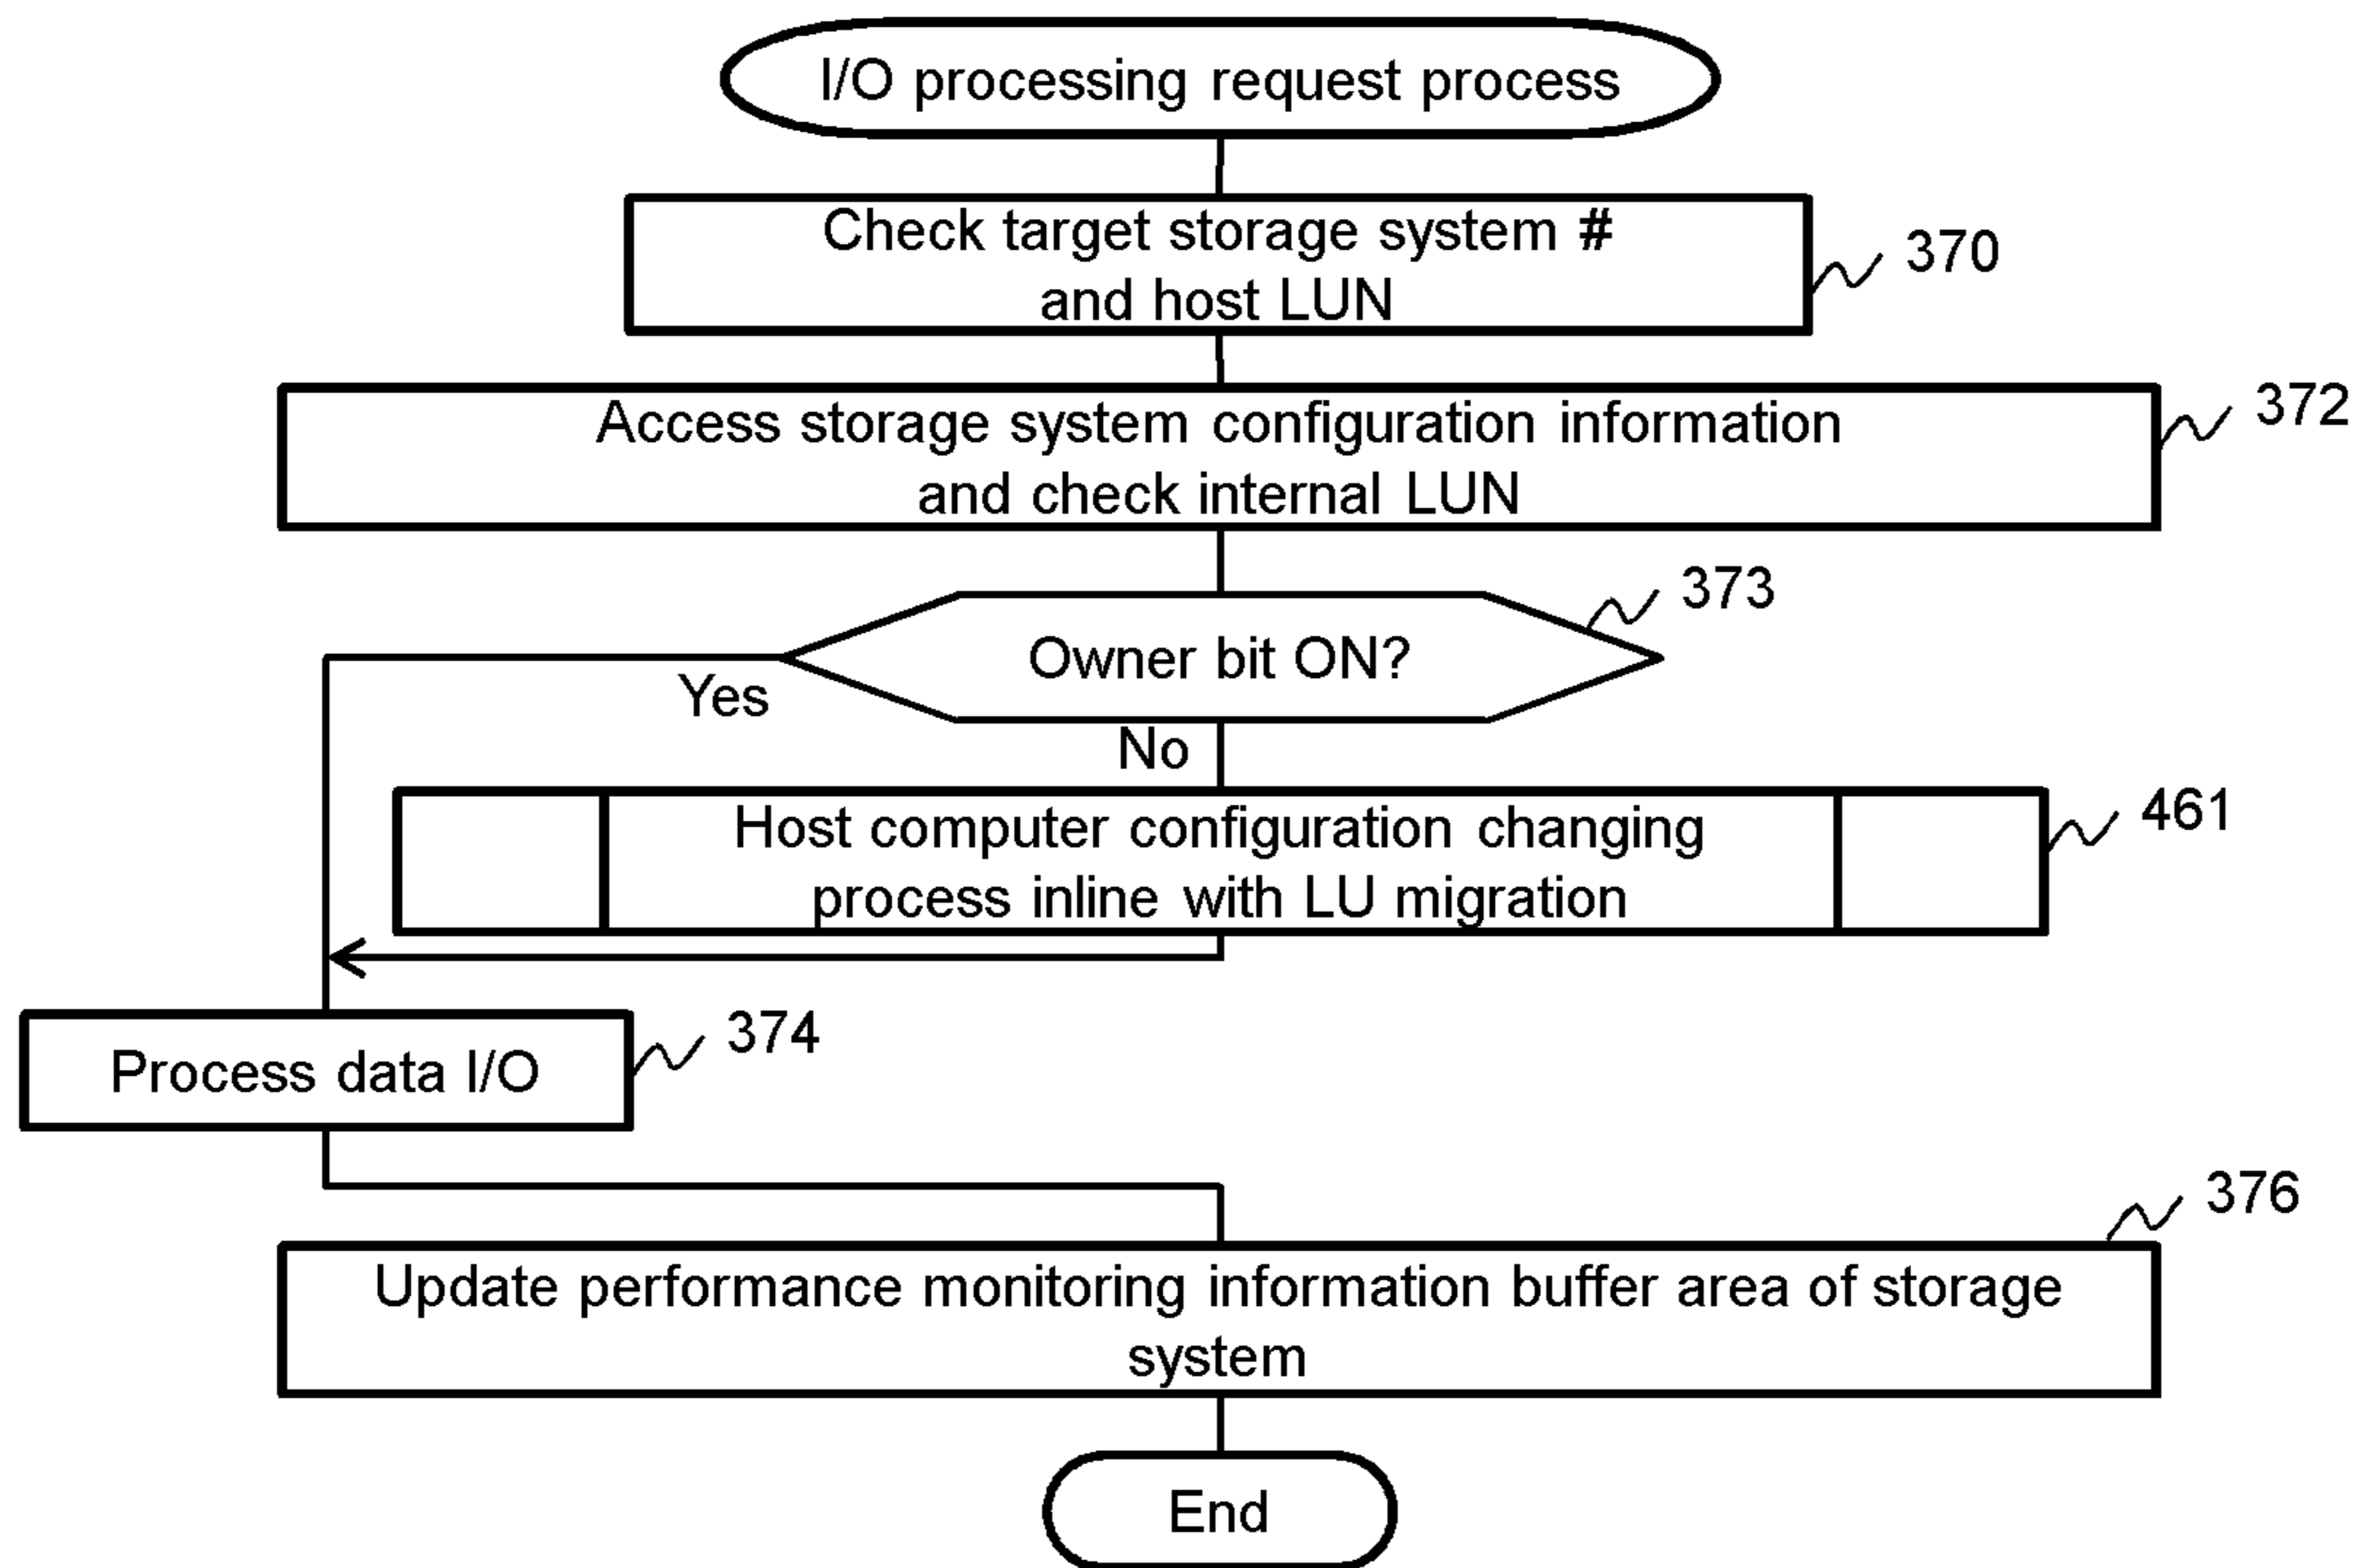 I/O processing request process
Check target storage system #
and host LUN
370
Access storage system configuration information
and check internal LUN
372
373
Owner bit ON?
Yes
No
Host computer configuration changing
process inline with LU migration
461
Process data I/O
374
376
Update performance monitoring information buffer area of storage
system
End